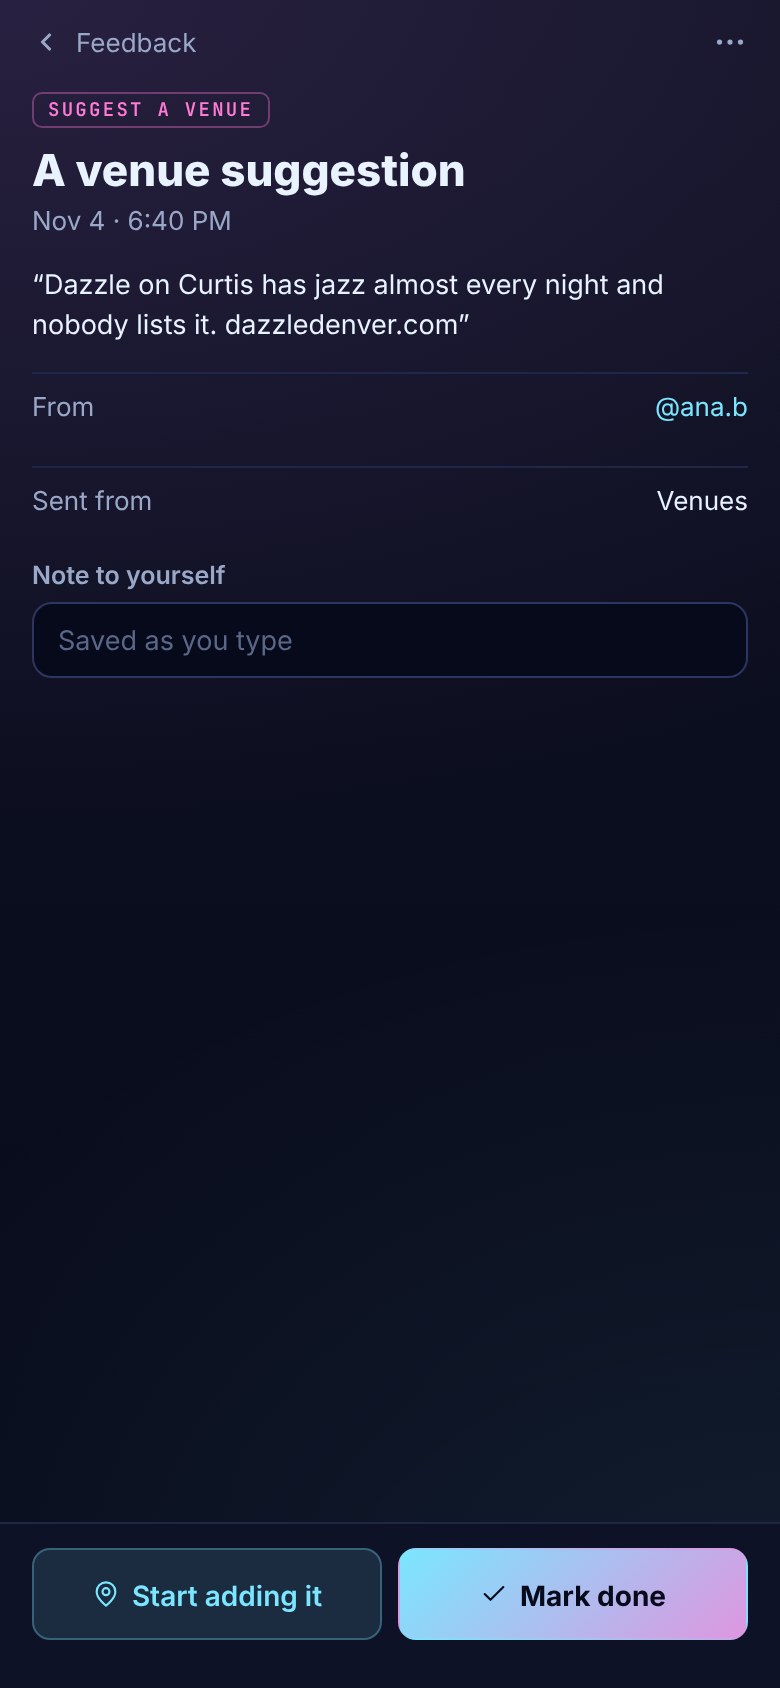 Feedback
SUGGEST A VENUE
A venue suggestion
Nov 4 · 6:40 PM
“Dazzle on Curtis has jazz almost every night and
nobody lists it. dazzledenver.com”
From @ana.b
Sent from Venues
Note to yourself
Saved as you type
Start adding it Mark done